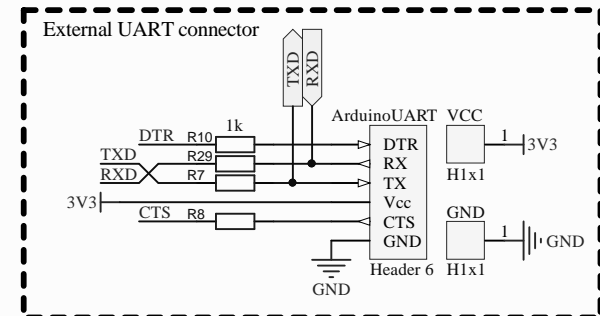 External UART connector
TXD
RXD
1k
ArduinoUART
VCC
DTR
R10
DTR
1
3V3
TXD
R29
RX
RXD
R7
TX
H1x1
3V3
Vcc
CTS
R8
CTS
GND
GND
1
GND
Header 6
H1x1
GND